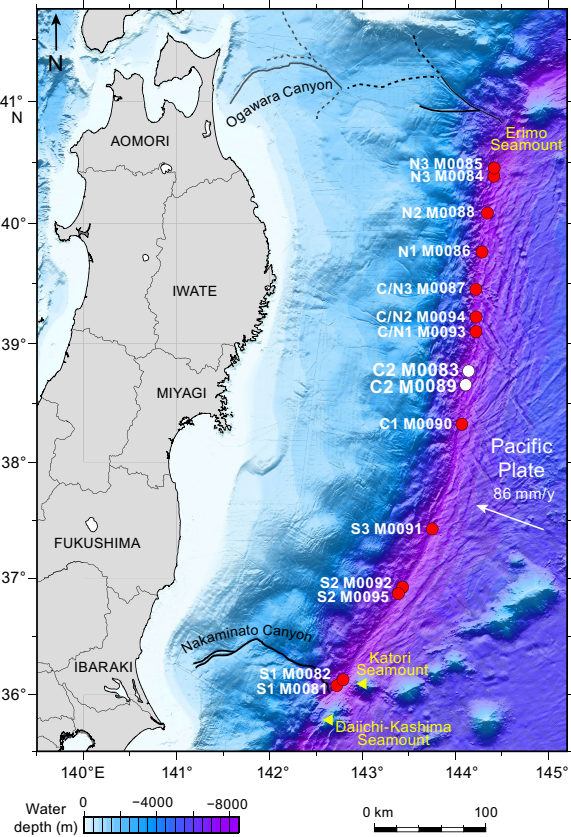 N
41°
N
40°
39°
38°
37°
36°
AOMORI
IWATE
MIYAGI
FUKUSHIMA
IBARAKI
Ogawara Canyon
Erimo
Seamount
N3 M0085
N3 M0084
N2 M0088
N1 M0086
C/N3 M0087
C/N2 M0094
C/N1 M0093
C2 M0083
C2 M0089
C1 M0090
Pacific
Plate
86 mm/y
S3 M0091
S2 M0092
S2 M0095
Nakaminato Canyon
S1 M0082
S1 M0081
Katori
Seamount
Daiichi-Kashima
Seamount
140°E
141°
142°
143°
144°
145°
Water
depth (m)
0
−4000
−8000
0 km
100